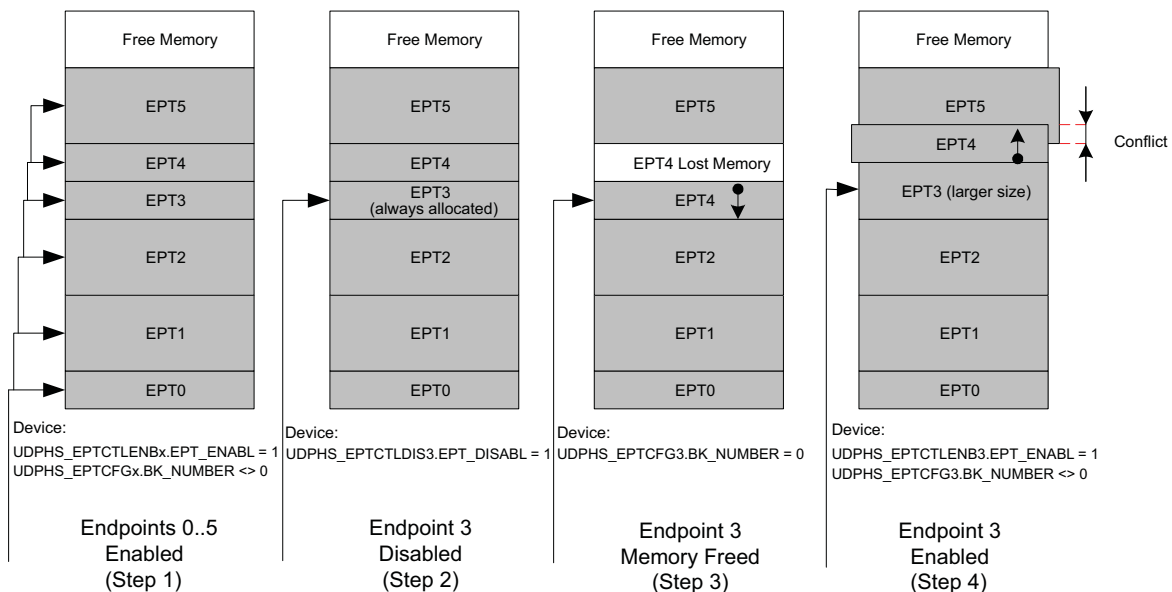 Free Memory
EPT5
EPT4
EPT3
EPT2
EPT1
EPT0
Device:
UDPHS_EPTCTLENBx.EPT_ENABL = 1
UDPHS_EPTCFGx.BK_NUMBER <> 0
Endpoints 0..5
Enabled
(Step 1)
Free Memory
EPT5
EPT4
EPT3
(always allocated)
EPT2
EPT1
EPT0
Device:
UDPHS_EPTCTLDIS3.EPT_DISABL = 1
Endpoint 3
Disabled
(Step 2)
Free Memory
EPT5
EPT4 Lost Memory
EPT4
EPT2
EPT1
EPT0
Device:
UDPHS_EPTCFG3.BK_NUMBER = 0
Endpoint 3
Memory Freed
(Step 3)
Free Memory
EPT5
EPT4
Conflict
EPT3 (larger size)
EPT2
EPT1
EPT0
Device:
UDPHS_EPTCTLENB3.EPT_ENABL = 1
UDPHS_EPTCFG3.BK_NUMBER <> 0
Endpoint 3
Enabled
(Step 4)